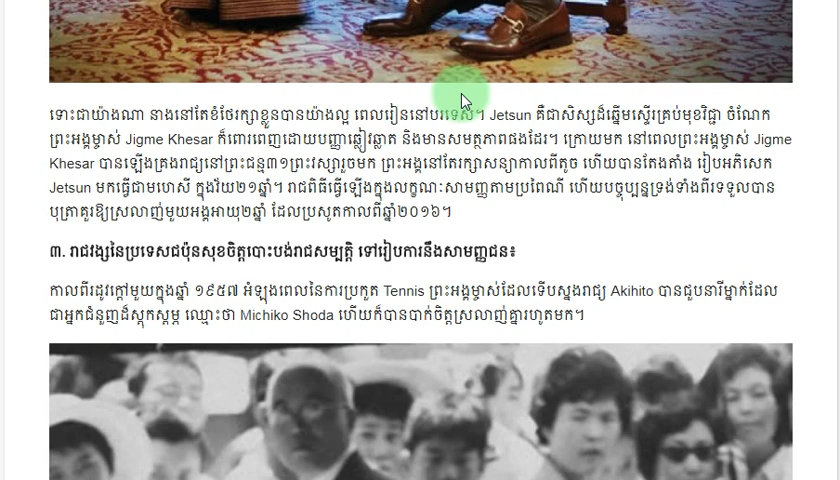 ទោះជាយ៉ាងណា នាងនៅតែខំថែរក្សាខ្លួនបានយ៉ាងល្អ ពេលរៀននៅបរទេស។ Jetsun គឺជាសិស្សដ៏ឆ្នើមស្ទើរគ្រប់មុខវិជ្ជា ចំណែក
ព្រះអង្គម្ចាស់ Jigme Khesar ក៏ពោរពេញដោយបញ្ញាឆ្លៀវឆ្លាត និងមានសមត្ថភាពផងដែរ។ ក្រោយមក នៅពេលព្រះអង្គម្ចាស់ Jigme
Khesar បានឡើងគ្រងរាជ្យនៅព្រះជន្ម៣១ព្រះវស្សារួចមក ព្រះអង្គនៅតែរក្សាសន្យាកាលពីតូច ហើយបានតែងតាំង រៀបអភិសេក
Jetsun មកធ្វើជាមហេសី ក្នុងវ័យ២១ឆ្នាំ។ រាជពិធីធ្វើឡើងក្នុងលក្ខណៈសាមញ្ញតាមប្រពៃណី ហើយបច្ចុប្បន្នទ្រង់ទាំងពីរទទួលបាន
បុត្រាគួរឱ្យស្រលាញ់មួយអង្គអាយុ២ឆ្នាំ ដែលប្រសូតកាលពីឆ្នាំ២០១៦។
៣. រាជវង្សនៃប្រទេសជប៉ុនសុខចិត្តបោះបង់រាជសម្បត្តិ ទៅរៀបការនឹងសាមញ្ញជន៖
កាលពីរដូវក្ដៅមួយក្នុងឆ្នាំ ១៩៥៧ អំឡុងពេលនៃការប្រកួត Tennis ព្រះអង្គម្ចាស់ដែលទើបស្នងរាជ្យ Akihito បានជួបនារីម្នាក់ដែល
ជាអ្នកជំនួញដ៏ស្ដុកស្ដម្ភ ឈ្មោះថា Michiko Shoda ហើយក៏បានបាក់ចិត្តស្រលាញ់គ្នារហូតមក។